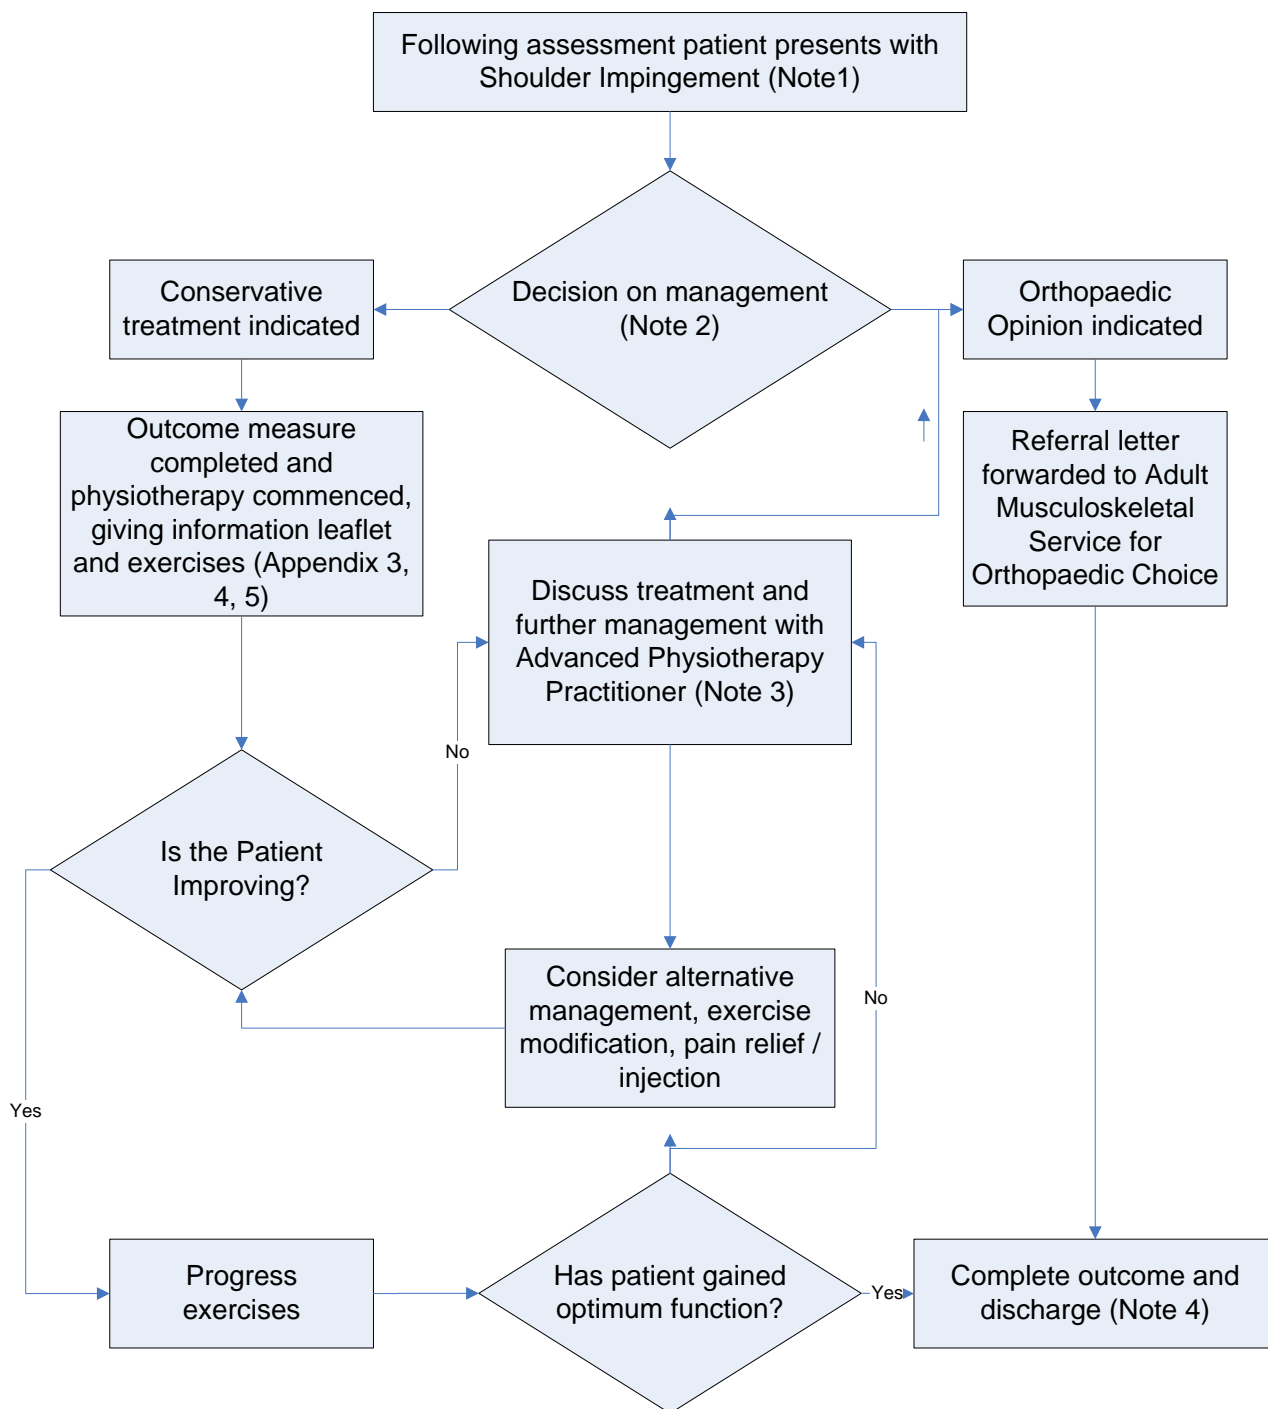 Following assessment patient presents with
Shoulder Impingement (Note1)
Conservative
treatment indicated
Decision on management
(Note 2)
Orthopaedic
Opinion indicated
Outcome measure
completed and
physiotherapy commenced,
giving information leaflet
and exercises (Appendix 3,
4, 5)
Referral letter
forwarded to Adult
Musculoskeletal
Service for
Orthopaedic Choice
Discuss treatment and
further management with
Advanced Physiotherapy
Practitioner (Note 3)
No
Is the Patient
Improving?
Consider alternative
management, exercise
modification, pain relief /
injection
No
Yes
Progress
exercises
Has patient gained
optimum function?
Yes
Complete outcome and
discharge (Note 4)